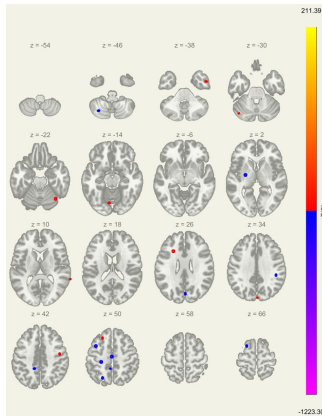 211.39
z = -54 z = -46 z = -38 z = -30
z = -22 z = -14 z = -6 z = 2
z = 10 z = 18 z = 26 z = 34
z = 42 z = 50 z = 58 z = 66
-1223.30